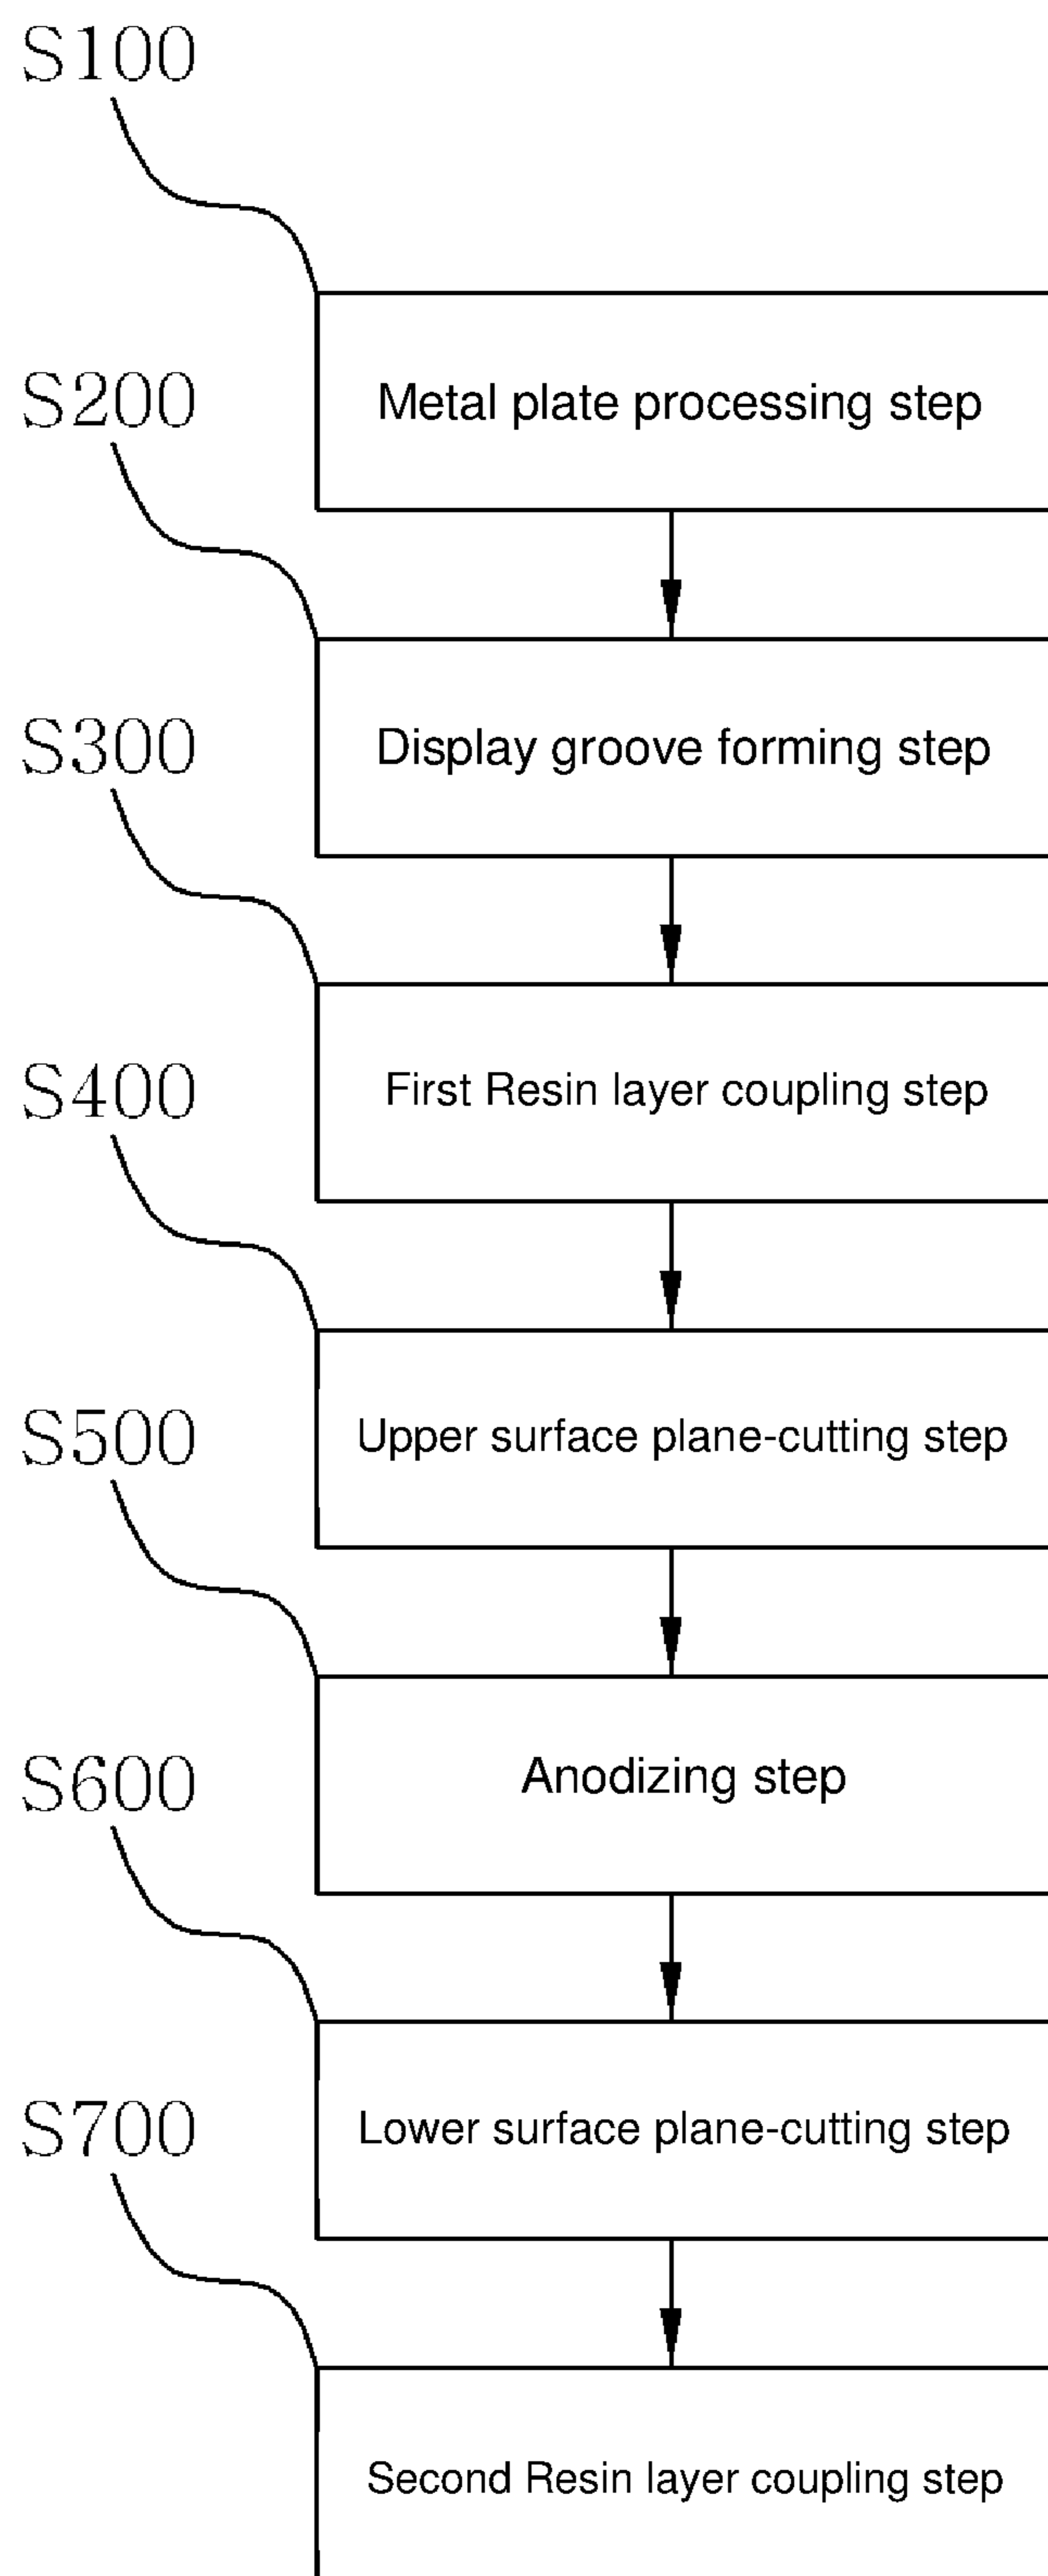 S100
Metal plate processing step
S200
Display groove forming step
S300
First Resin layer coupling step
S400
Upper surface plane-cutting step
S500
Anodizing step
S600
Lower surface plane-cutting step
S700
Second Resin layer coupling step